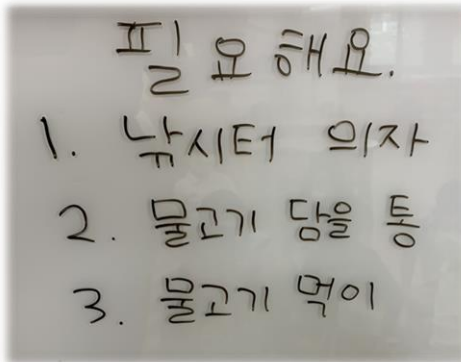 필요해요.
1. 낚시터 의자
2. 물고기 담을 통
3. 물고기 먹이